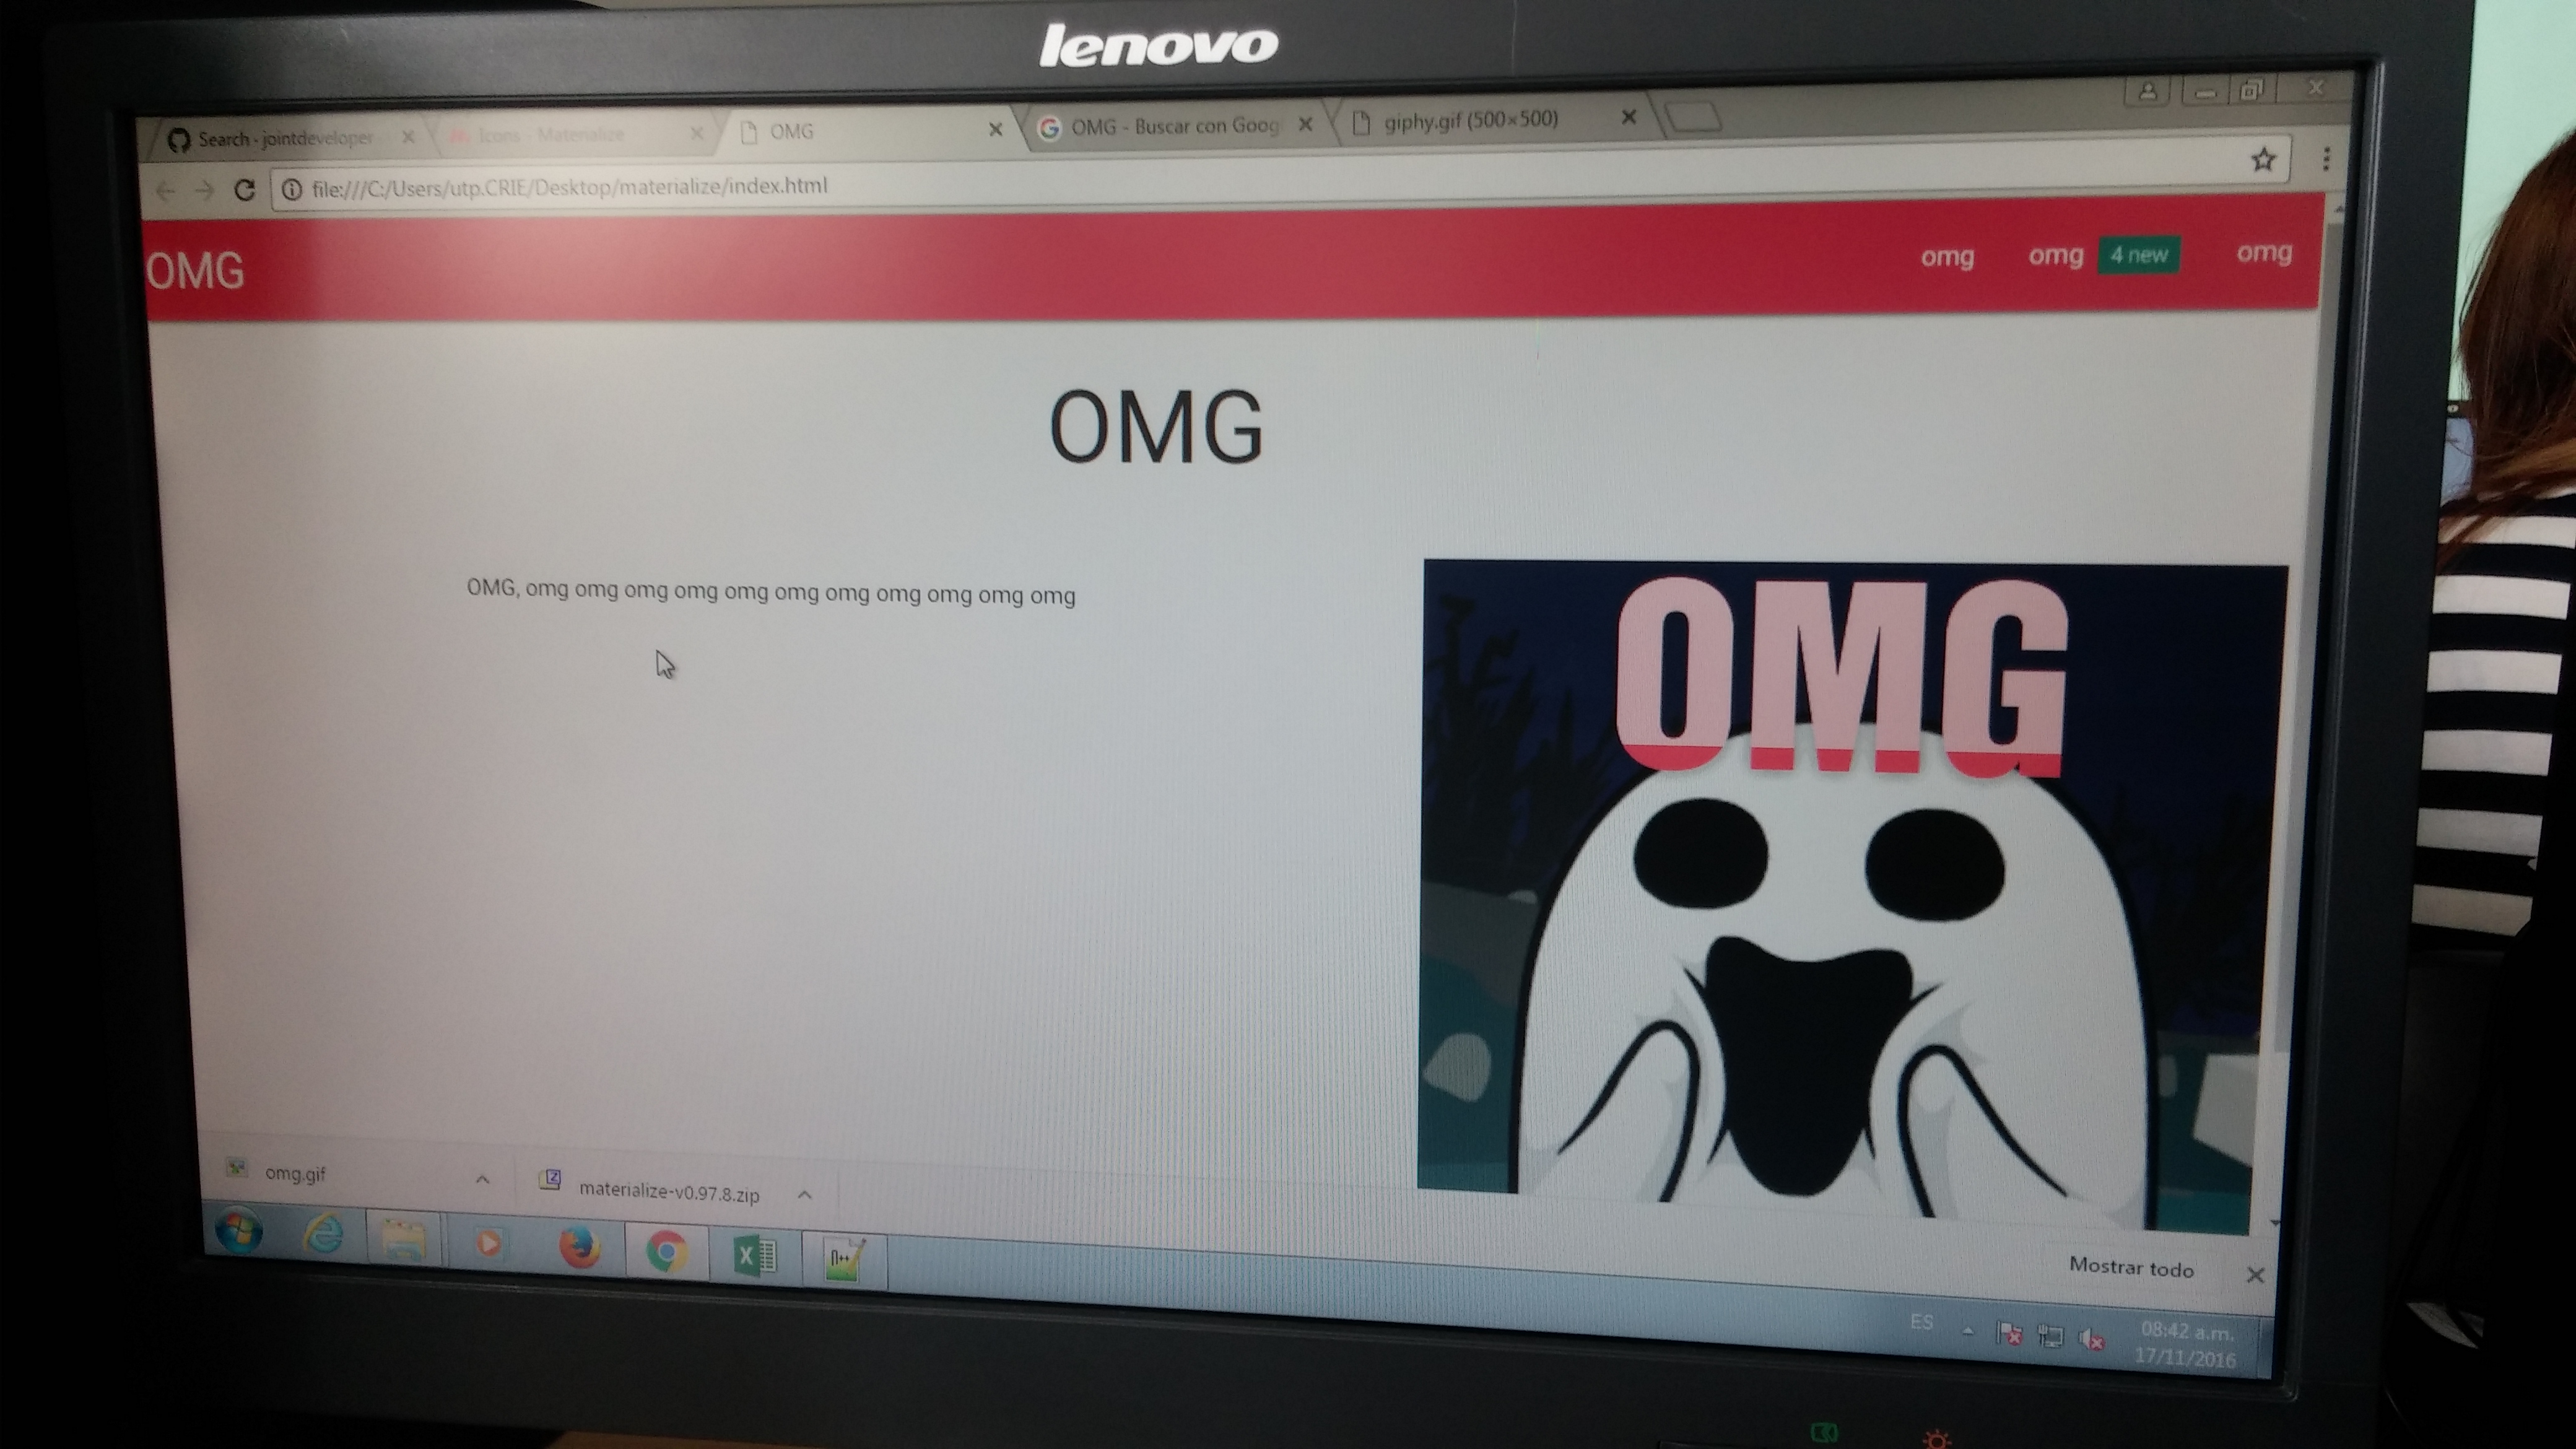 lenovo
Search - jointdeveloper
Icons - Materialize
OMG
OMG - Buscar con Goog
giphy.gif (500×500)
file:///C:/Users/utp.CRIE/Desktop/materialize/index.html
OMG
omg
omg
4 new
omg
OMG
OMG, omg omg omg omg omg omg omg omg omg omg omg
OMG
omg.gif
materialize-v0.97.8.zip
Mostrar todo
n++
ES
08:42 a.m.
17/11/2016